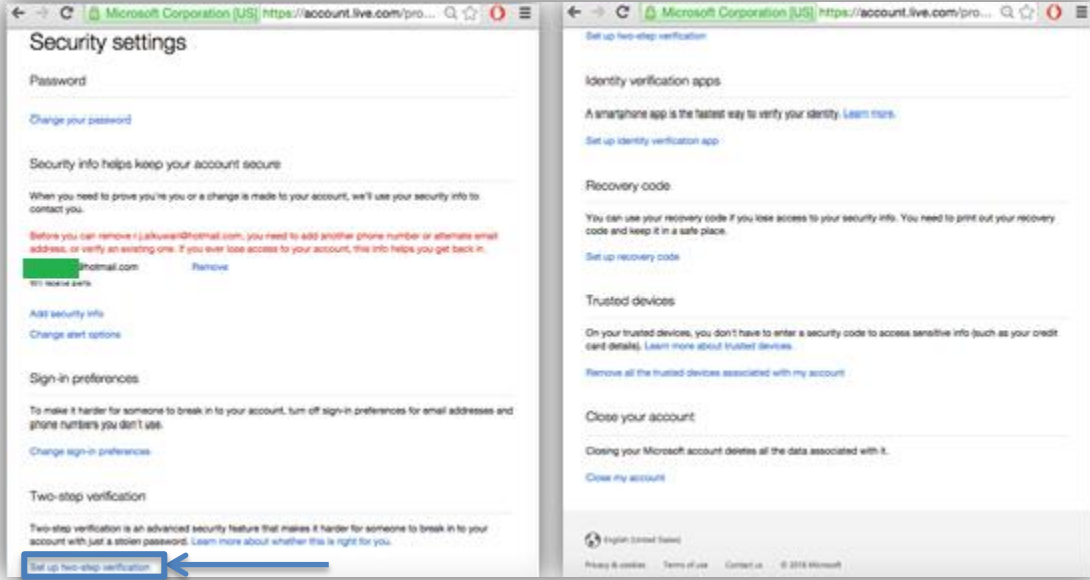 Microsoft Corporation [US] https://account.live.com/pro...
Security settings
Password
Change your password
Security info helps keep your account secure
When you need to prove you're you or a change is made to your account, we'll use your security info to
contact you.
Before you can remove r.j.alkuwari@hotmail.com, you need to add another phone number or alternate email
address, or verify an existing one. If you ever lose access to your account, this info helps you get back in.
@hotmail.com Remove
Add security info
Change alert options
Sign-in preferences
To make it harder for someone to break in to your account, turn off sign-in preferences for email addresses and
phone numbers you don't use.
Change sign-in preferences
Two-step verification
Two-step verification is an advanced security feature that makes it harder for someone to break in to your
account with just a stolen password. Learn more about whether this is right for you.
Set up two-step verification
Microsoft Corporation [US] https://account.live.com/pro...
Set up two-step verification
Identity verification apps
A smartphone app is the fastest way to verify your identity. Learn more.
Set up identity verification app
Recovery code
You can use your recovery code if you lose access to your security info. You need to print out your recovery
code and keep it in a safe place.
Set up recovery code
Trusted devices
On your trusted devices, you don't have to enter a security code to access sensitive info (such as your credit
card details). Learn more about trusted devices.
Remove all the trusted devices associated with my account
Close your account
Closing your Microsoft account deletes all the data associated with it.
Close my account
English (United States)
Privacy & cookies Terms of use Contact us © 2016 Microsoft